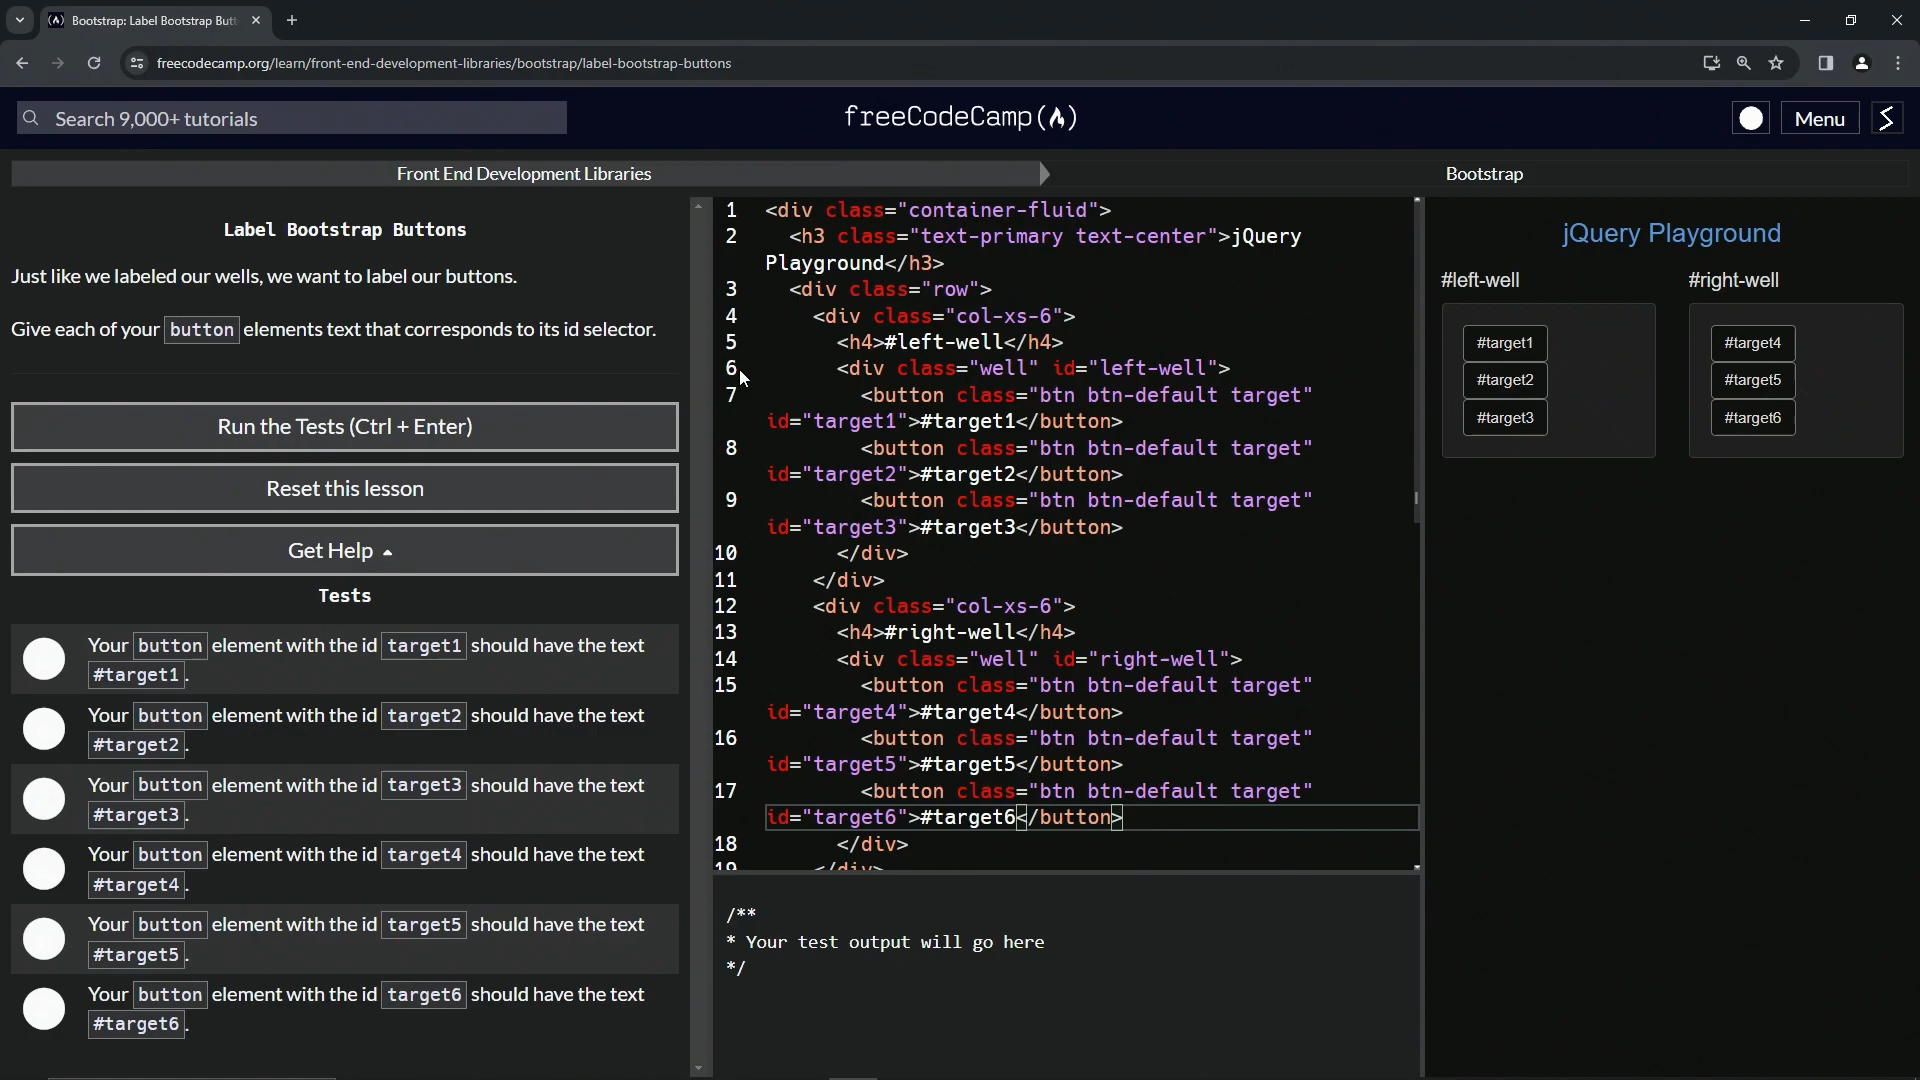 Bootstrap: Label Bootstrap Butt
freecodecamp.org/learn/front-end-development-libraries/bootstrap/label-bootstrap-buttons
Search 9,000+ tutorials
freeCodeCamp
Menu
Front End Development Libraries
Bootstrap
Label Bootstrap Buttons
Just like we labeled our wells, we want to label our buttons.
Give each of your button elements text that corresponds to its id selector.
Run the Tests (Ctrl + Enter)
Reset this lesson
Get Help
Tests
Your button element with the id target1 should have the text
#target1.
Your button element with the id target2 should have the text
#target2.
Your button element with the id target3 should have the text
#target3.
Your button element with the id target4 should have the text
#target4.
Your button element with the id target5 should have the text
#target5.
Your button element with the id target6 should have the text
#target6.
1 <div class="container-fluid">
2 <h3 class="text-primary text-center">jQuery
Playground</h3>
3 <div class="row">
4 <div class="col-xs-6">
5 <h4>#left-well</h4>
6 <div class="well" id="left-well">
7 <button class="btn btn-default target"
id="target1">#target1</button>
8 <button class="btn btn-default target"
id="target2">#target2</button>
9 <button class="btn btn-default target"
id="target3">#target3</button>
10 </div>
11 </div>
12 <div class="col-xs-6">
13 <h4>#right-well</h4>
14 <div class="well" id="right-well">
15 <button class="btn btn-default target"
id="target4">#target4</button>
16 <button class="btn btn-default target"
id="target5">#target5</button>
17 <button class="btn btn-default target"
id="target6">#target6</button>
18 </div>
19 </div>
/**
* Your test output will go here
*/
jQuery Playground
#left-well
#target1
#target2
#target3
#right-well
#target4
#target5
#target6